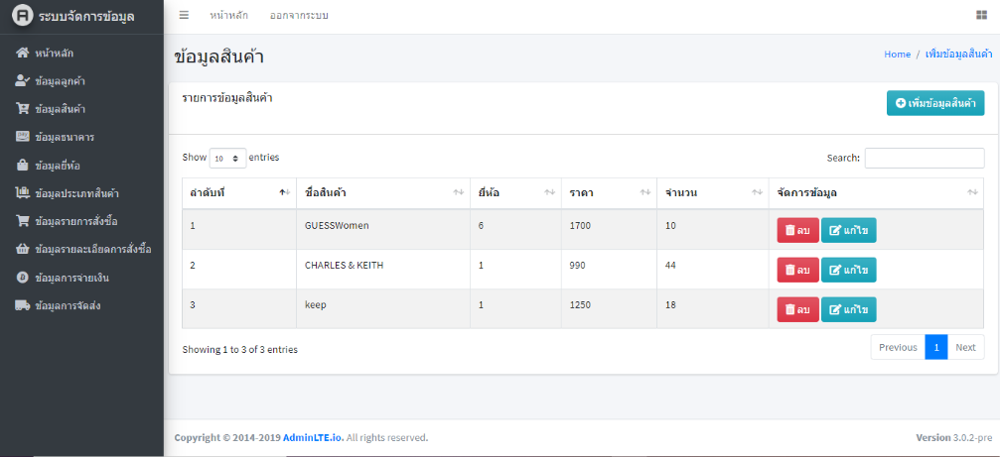 ระบบจัดการข้อมูล
หน้าหลัก
ข้อมูลลูกค้า
ข้อมูลสินค้า
ข้อมูลธนาคาร
ข้อมูลยี่ห้อ
ข้อมูลประเภทสินค้า
ข้อมูลรายการสั่งซื้อ
ข้อมูลรายละเอียดการสั่งซื้อ
ข้อมูลการจ่ายเงิน
ข้อมูลการจัดส่ง
หน้าหลัก ออกจากระบบ
ข้อมูลสินค้า
Home / เพิ่มข้อมูลสินค้า
รายการข้อมูลสินค้า
เพิ่มข้อมูลสินค้า
Show 10 entries
Search:
ลำดับที่ ชื่อสินค้า ยี่ห้อ ราคา จำนวน จัดการข้อมูล
1 GUESSWomen 6 1700 10 ลบ แก้ไข
2 CHARLES & KEITH 1 990 44 ลบ แก้ไข
3 keep 1 1250 18 ลบ แก้ไข
Showing 1 to 3 of 3 entries
Previous 1 Next
Copyright © 2014-2019 AdminLTE.io. All rights reserved.
Version 3.0.2-pre